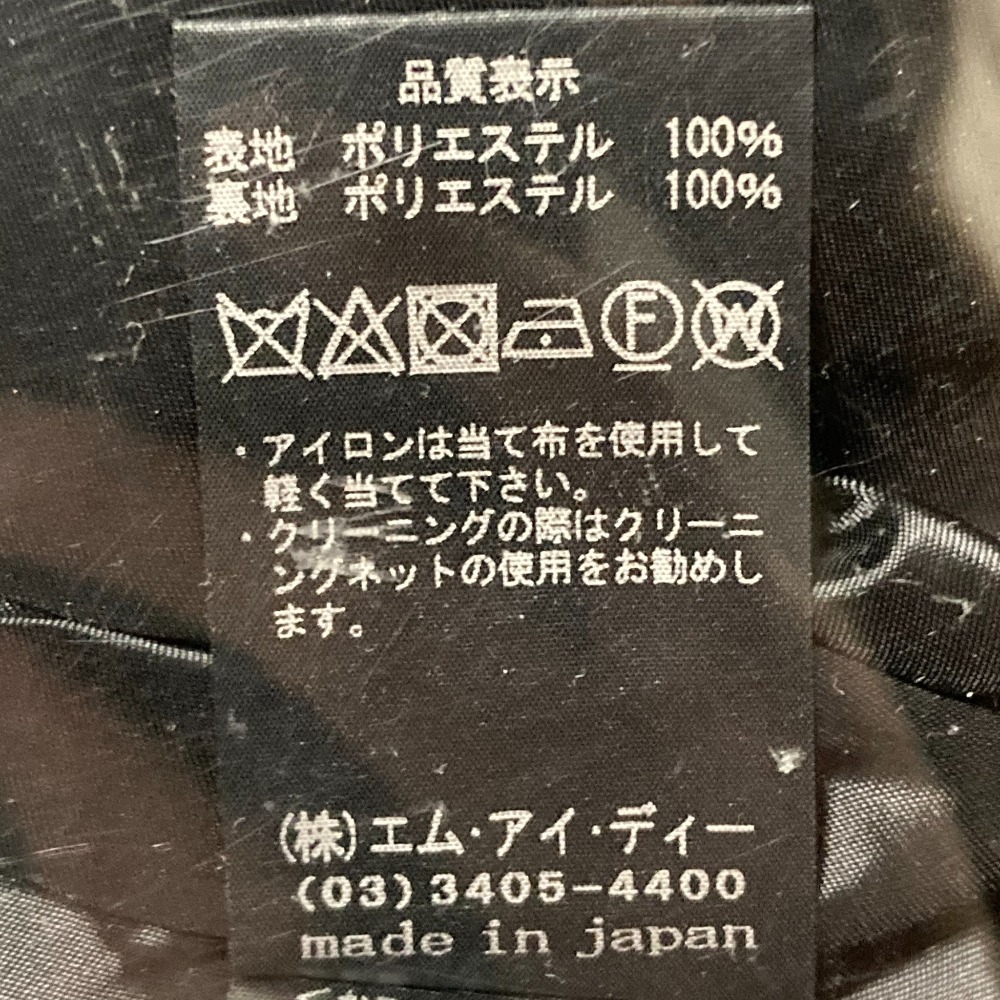 品質表示
表地 ポリエステル 100%
裏地 ポリエステル 100%
F W
・アイロンは当て布を使用して
軽く当てて下さい。
・クリーニングの際はクリーニ
ングネットの使用をお勧めし
ます。
(株)エム・アイ・ディー
(03)3405-4400
made in japan